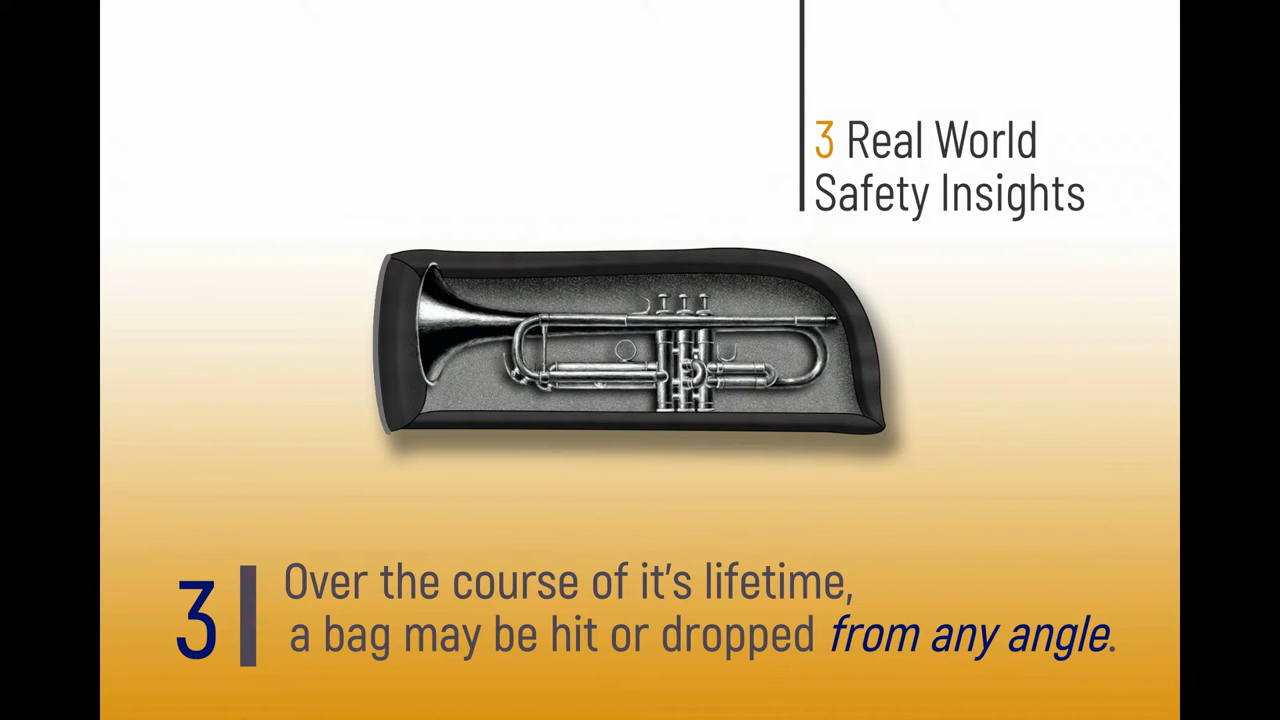 3 Real World
Safety Insights
3
Over the course of it's lifetime,
a bag may be hit or dropped from any angle.